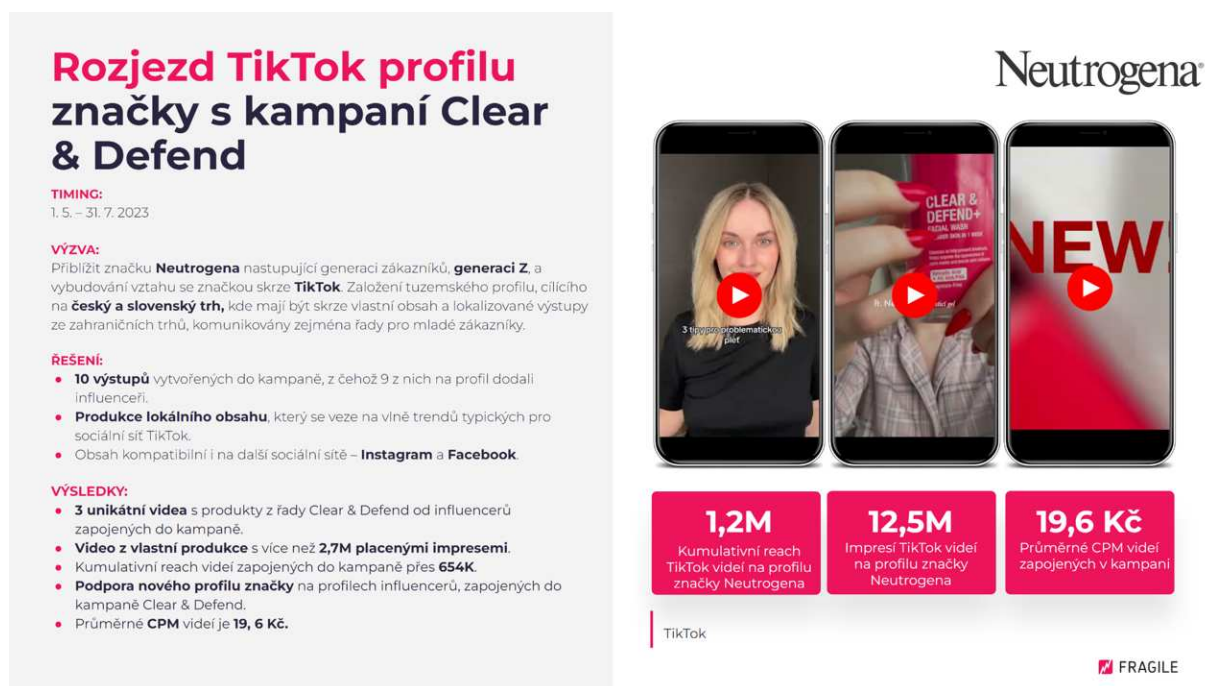 Rozjezd TikTok profilu
značky s kampaní Clear
& Defend
TIMING:
1. 5. – 31. 7. 2023
VÝZVA:
Přiblížit značku Neutrogena nastupující generaci zákazníků, generaci Z, a
vybudování vztahu se značkou skrze TikTok. Založení tuzemského profilu, cílícího
na český a slovenský trh, kde mají být skrze vlastní obsah a lokalizované výstupy
ze zahraničních trhů, komunikovány zejména řady pro mladé zákazníky.
ŘEŠENÍ:
● 10 výstupů vytvořených do kampaně, z čehož 9 z nich na profil dodali
influenceři.
● Produkce lokálního obsahu, který se veze na vlně trendů typických pro
sociální síť TikTok.
● Obsah kompatibilní i na další sociální sítě – Instagram a Facebook.
VÝSLEDKY:
● 3 unikátní videa s produkty z řady Clear & Defend od influencerů
zapojených do kampaně.
● Video z vlastní produkce s více než 2,7M placenými impresemi.
● Kumulativní reach videí zapojených do kampaně přes 654K.
● Podpora nového profilu značky na profilech influencerů, zapojených do
kampaně Clear & Defend.
● Průměrné CPM videí je 19, 6 Kč.
Neutrogena®
3 tipy pro problematickou
pleť
CLEAR &
DEFEND+
FACIAL WASH
NEW!
1,2M
Kumulativní reach
TikTok videí na profilu
značky Neutrogena
12,5M
Impresí TikTok videí
na profilu značky
Neutrogena
19,6 Kč
Průměrné CPM videí
zapojených v kampani
TikTok
FRAGILE